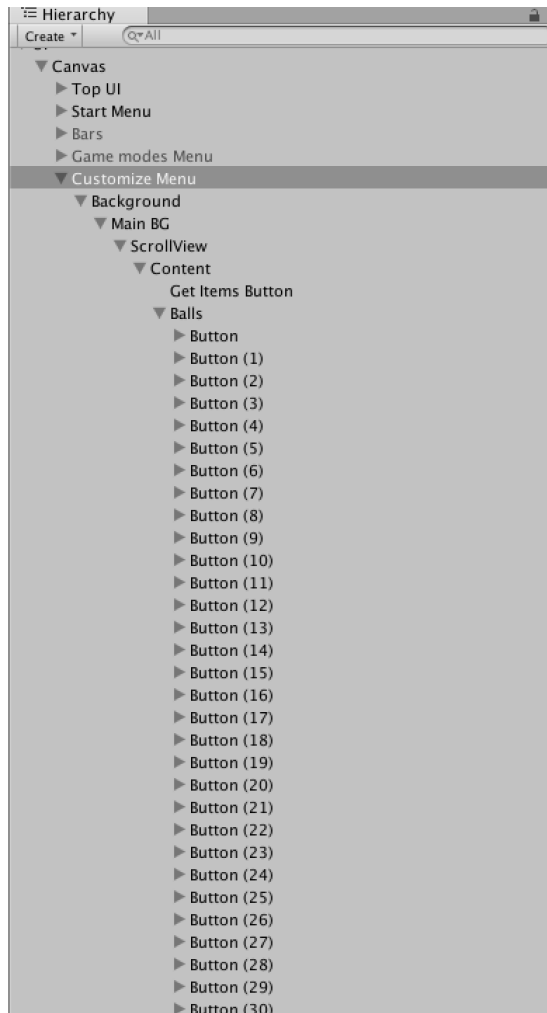 Hierarchy
Create All
Canvas
Top UI
Start Menu
Bars
Game modes Menu
Customize Menu
Background
Main BG
ScrollView
Content
Get Items Button
Balls
Button
Button (1)
Button (2)
Button (3)
Button (4)
Button (5)
Button (6)
Button (7)
Button (8)
Button (9)
Button (10)
Button (11)
Button (12)
Button (13)
Button (14)
Button (15)
Button (16)
Button (17)
Button (18)
Button (19)
Button (20)
Button (21)
Button (22)
Button (23)
Button (24)
Button (25)
Button (26)
Button (27)
Button (28)
Button (29)
Button (30)